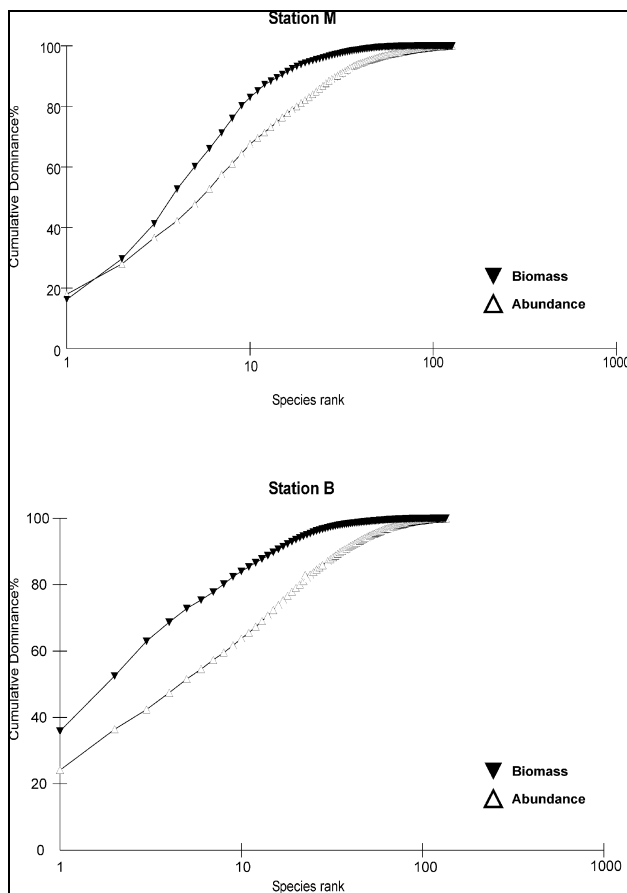 Station M
Cumulative Dominance%
100
80
60
40
20
0
1
10
100
1000
Species rank
Biomass
Abundance
Station B
Cumulative Dominance%
100
80
60
40
20
0
1
10
100
1000
Species rank
Biomass
Abundance